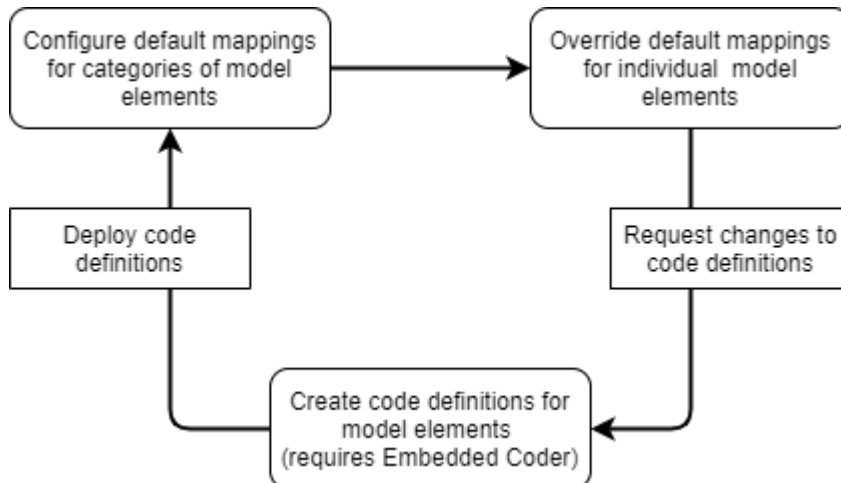 Configure default mappings
for categories of model
elements
Override default mappings
for individual model
elements
Deploy code
definitions
Request changes to
code definitions
Create code definitions for
model elements
(requires Embedded Coder)